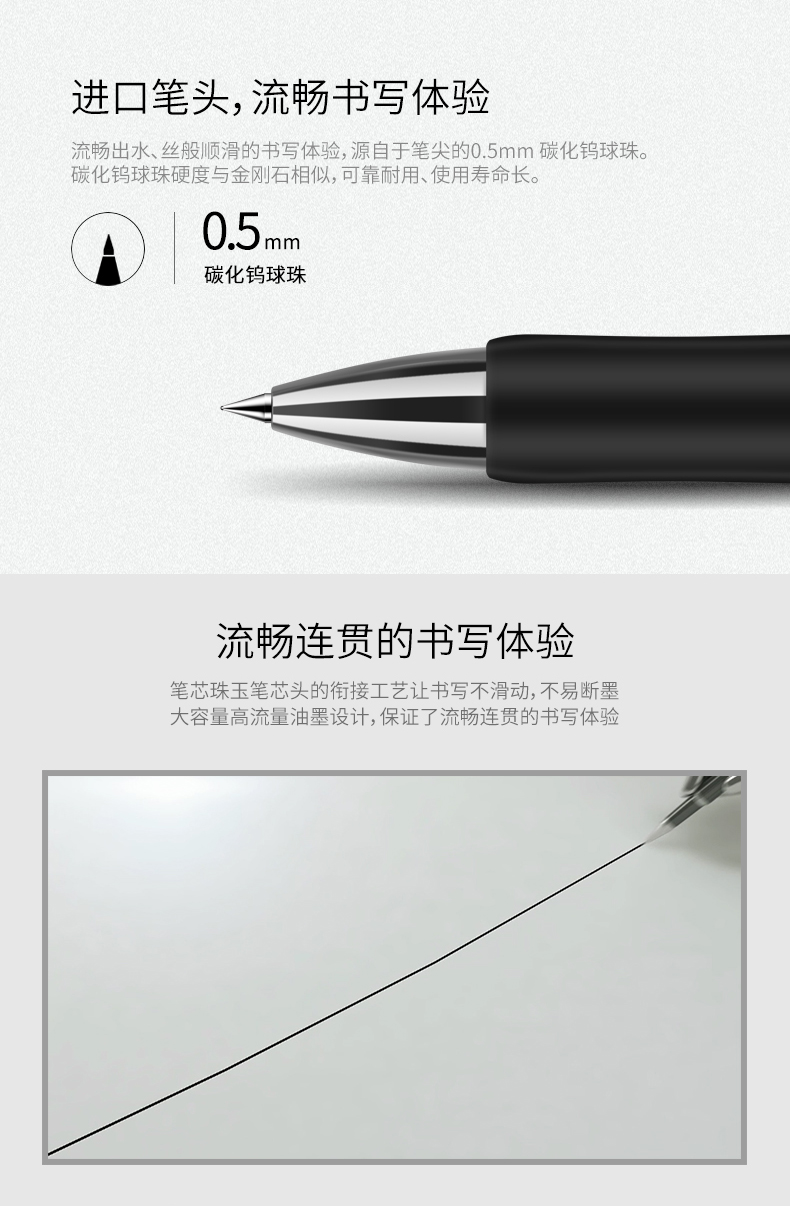 进口笔头，流畅书写体验
流畅出水、丝般顺滑的书写体验，源自于笔尖的0.5mm 碳化钨球珠。
碳化钨球珠硬度与金刚石相似，可靠耐用、使用寿命长。
0.5mm
碳化钨球珠
流畅连贯的书写体验
笔芯珠玉笔芯头的衔接工艺让书写不滑动，不易断墨
大容量高流量油墨设计，保证了流畅连贯的书写体验